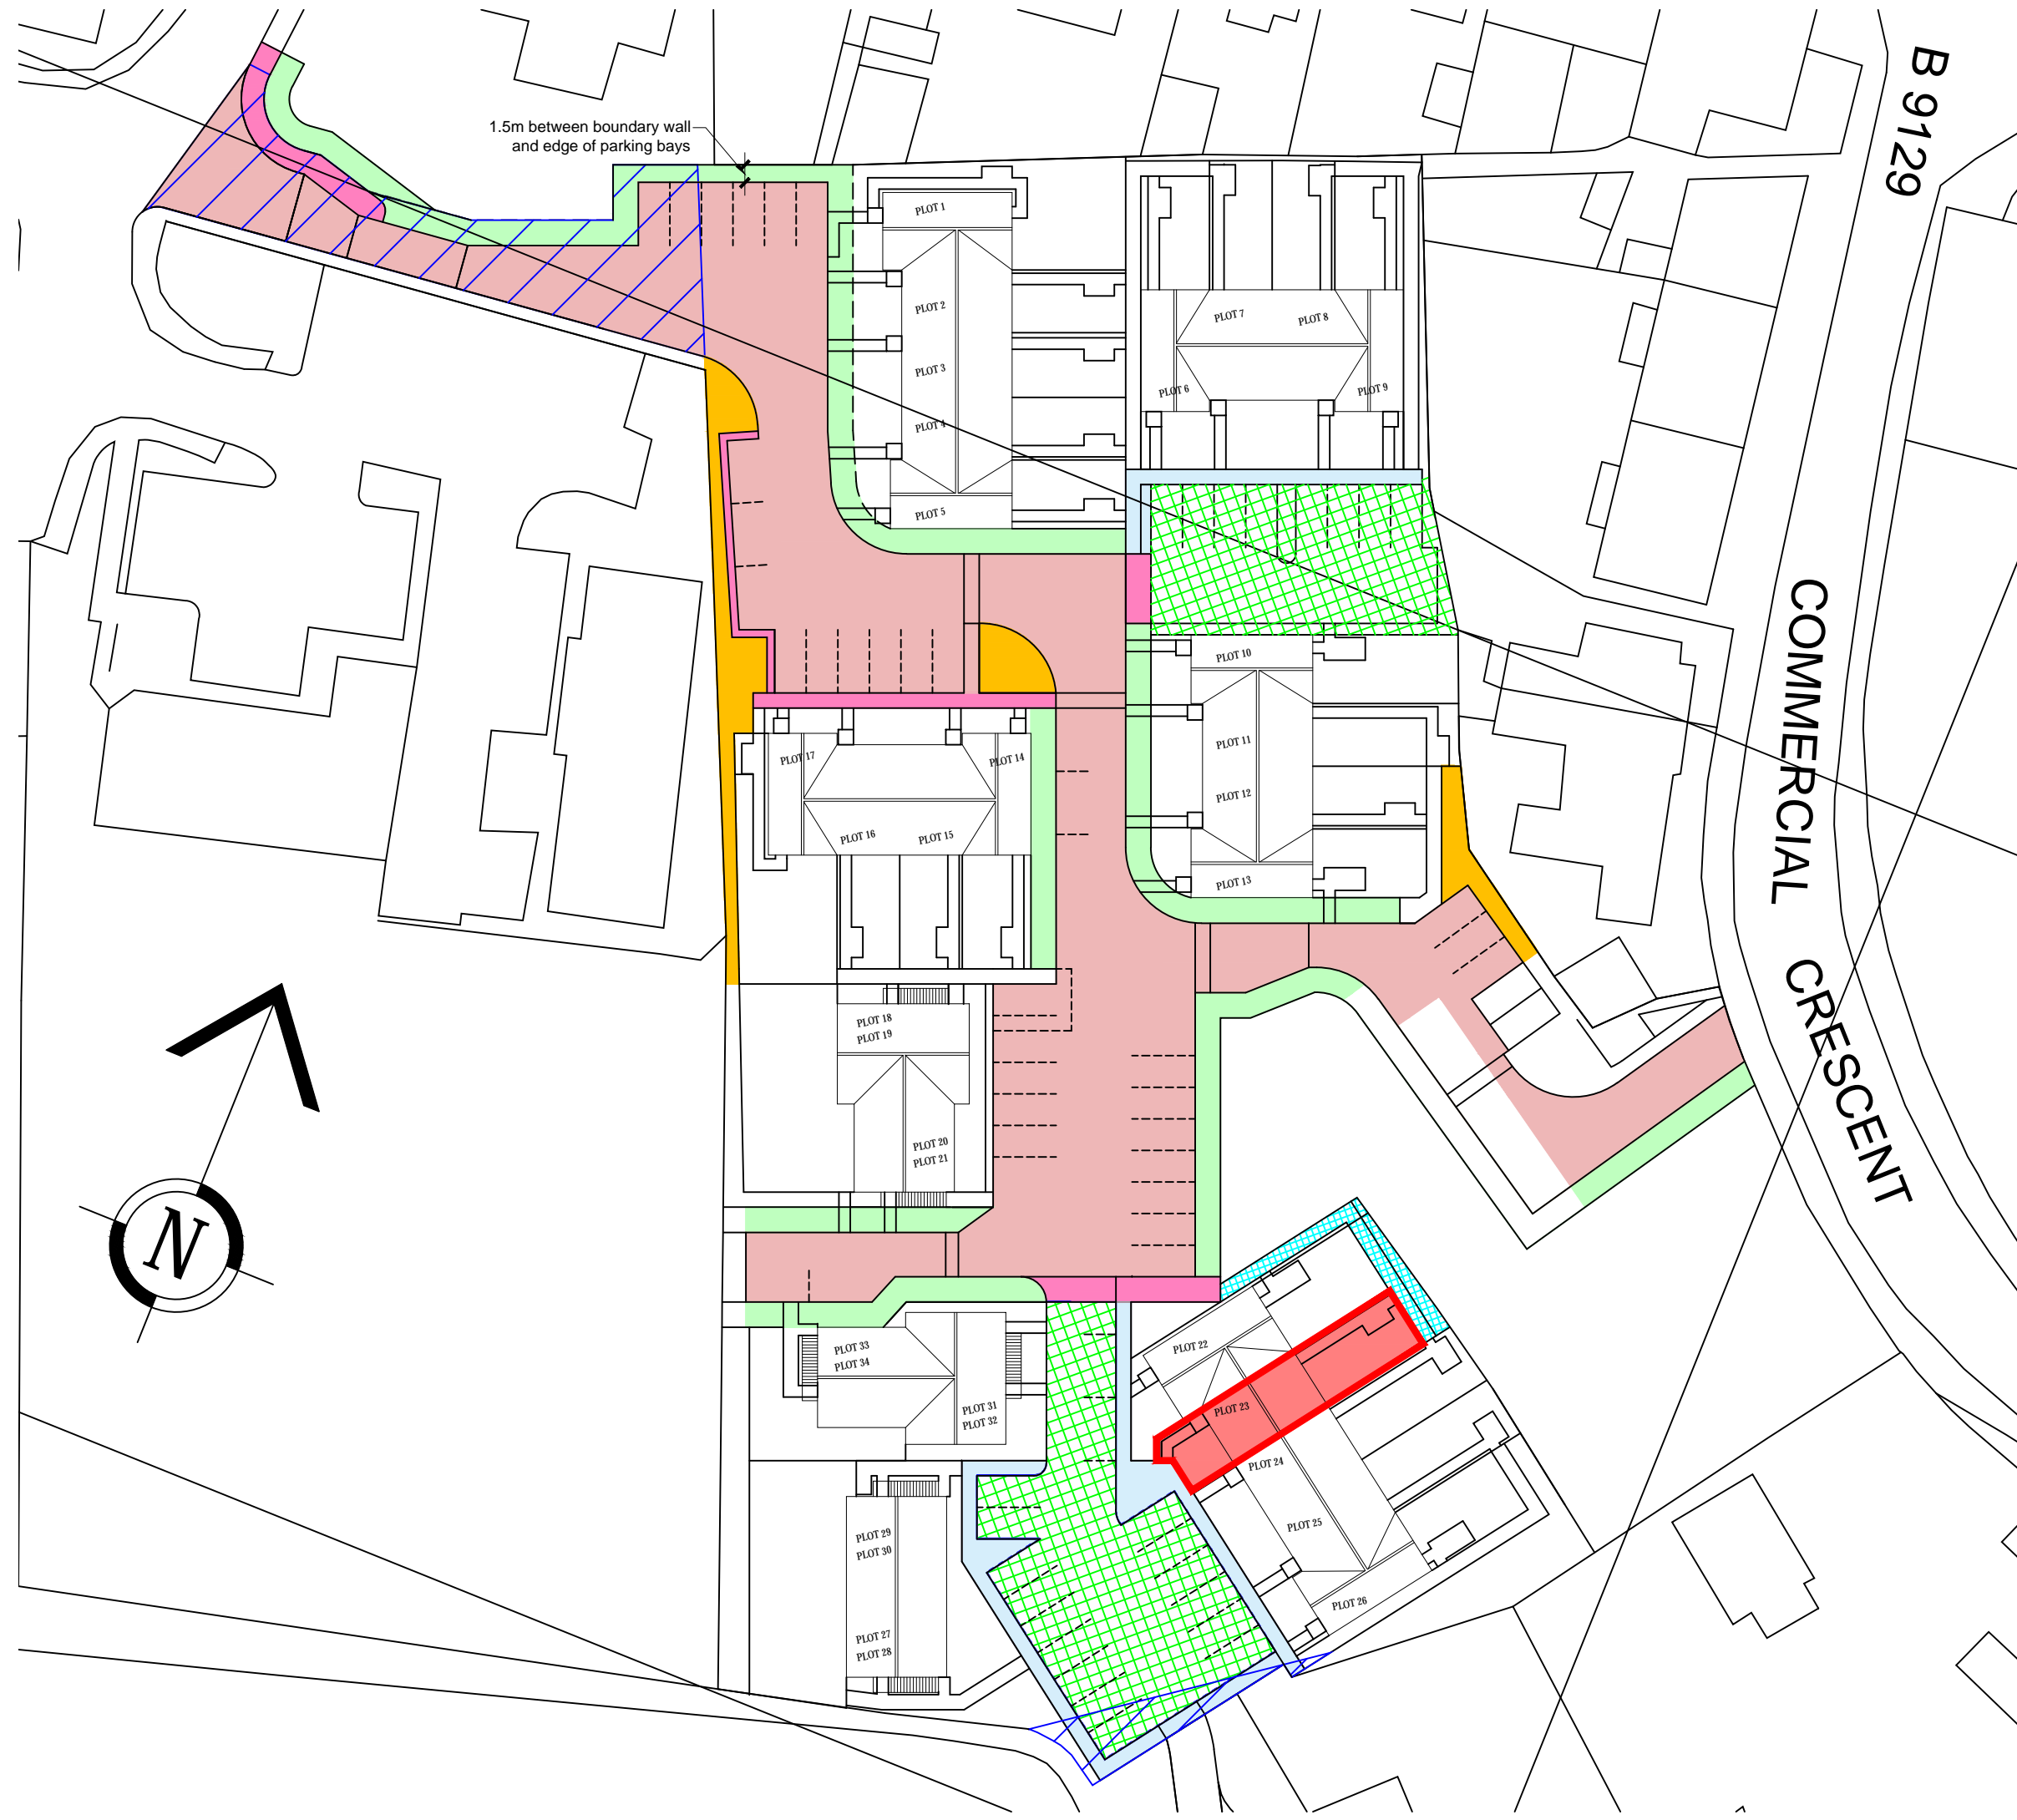 B 9129
1.5m between boundary wall
and edge of parking bays
PLOT 1
PLOT 2
PLOT 3
PLOT 4
PLOT 5
PLOT 7
PLOT 8
PLOT 6
PLOT 9
COMMERCIAL CRESCENT
PLOT 10
PLOT 11
PLOT 12
PLOT 13
PLOT 17
PLOT 14
PLOT 16
PLOT 15
PLOT 18
PLOT 19
PLOT 20
PLOT 21
N
PLOT 22
PLOT 23
PLOT 24
PLOT 25
PLOT 26
PLOT 33
PLOT 34
PLOT 31
PLOT 32
PLOT 29
PLOT 30
PLOT 27
PLOT 28